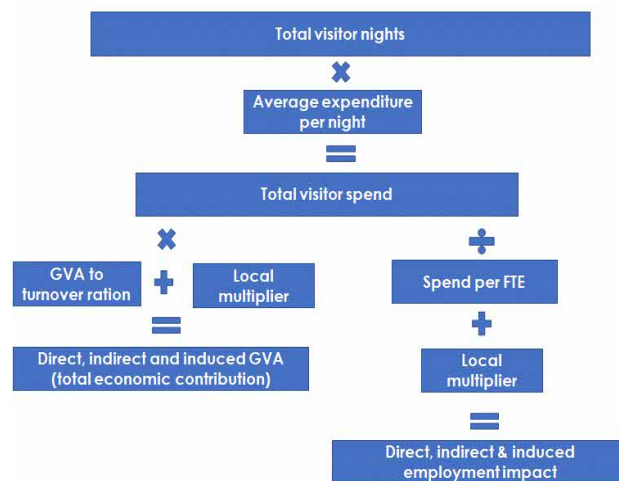 Total visitor nights
Average expenditure
per night
Total visitor spend
GVA to
turnover ration
Local
multiplier
Direct, indirect and induced GVA
(total economic contribution)
Spend per FTE
Local
multiplier
Direct, indirect & induced
employment impact